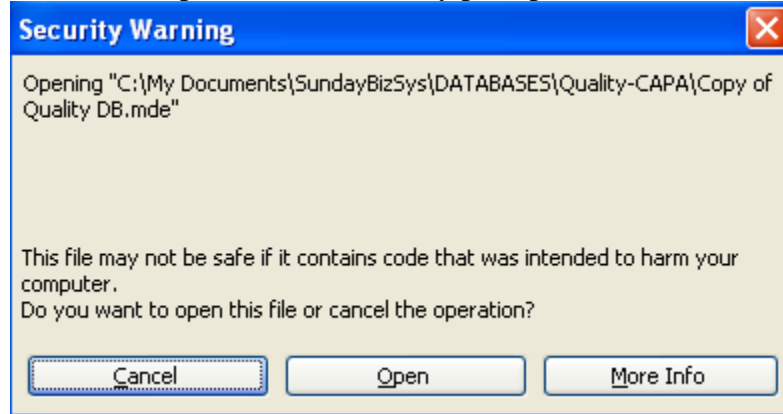 Security Warning
Opening "C:\My Documents\SundayBizSys\DATABASES\Quality-CAPA\Copy of
Quality DB.mde"
This file may not be safe if it contains code that was intended to harm your
computer.
Do you want to open this file or cancel the operation?
Cancel Open More Info